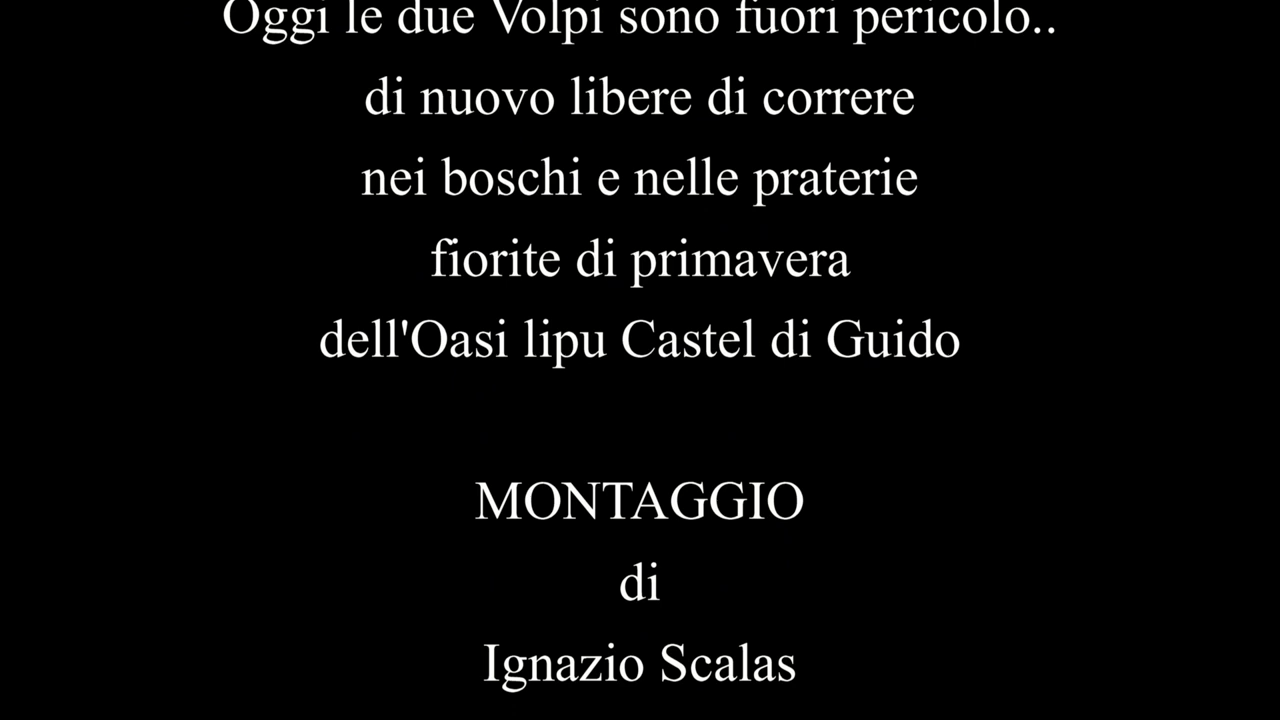 Oggi le due Volpi sono fuori pericolo..
di nuovo libere di correre
nei boschi e nelle praterie
fiorite di primavera
dell'Oasi lipu Castel di Guido
MONTAGGIO
di
Ignazio Scalas